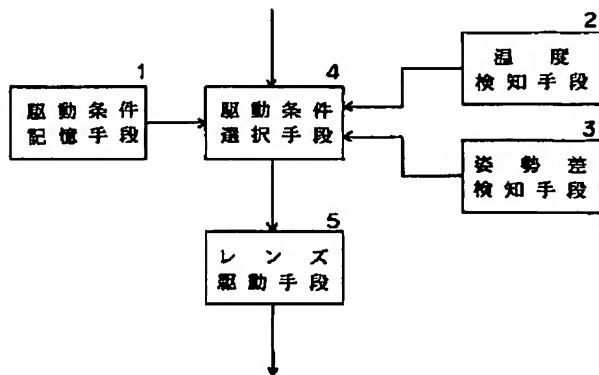 1
駆動条件
記憶手段
4
駆動条件
選択手段
2
温度
検知手段
3
姿勢差
検知手段
5
レンズ
駆動手段